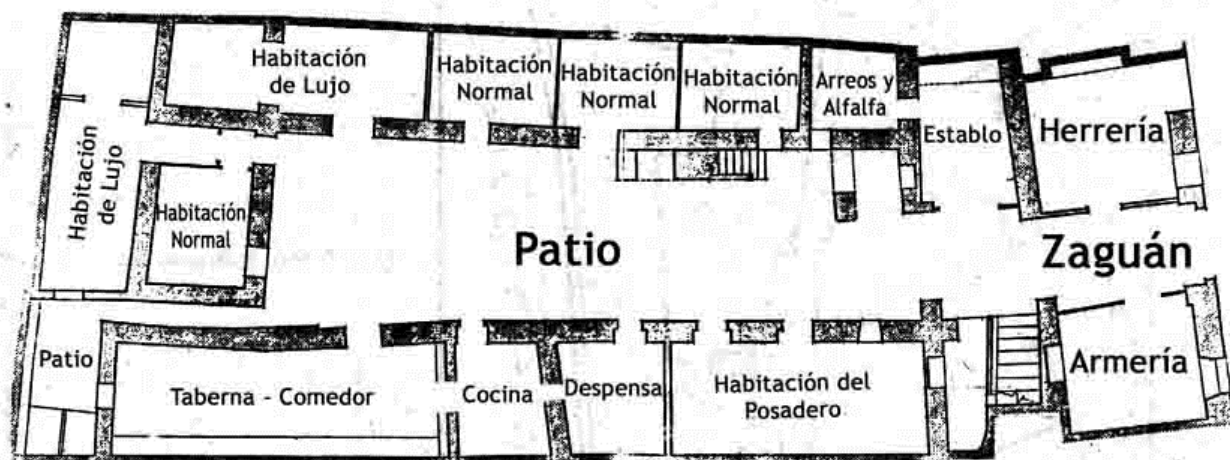 Habitación
de Lujo
Habitación
Normal
Habitación
Normal
Habitación
Normal
Arreos y
Alfalfa
Establo
Herrería
Habitación
de Lujo
Habitación
Normal
Patio
Zaguán
Patio
Taberna - Comedor
Cocina
Despensa
Habitación del
Posadero
Armería